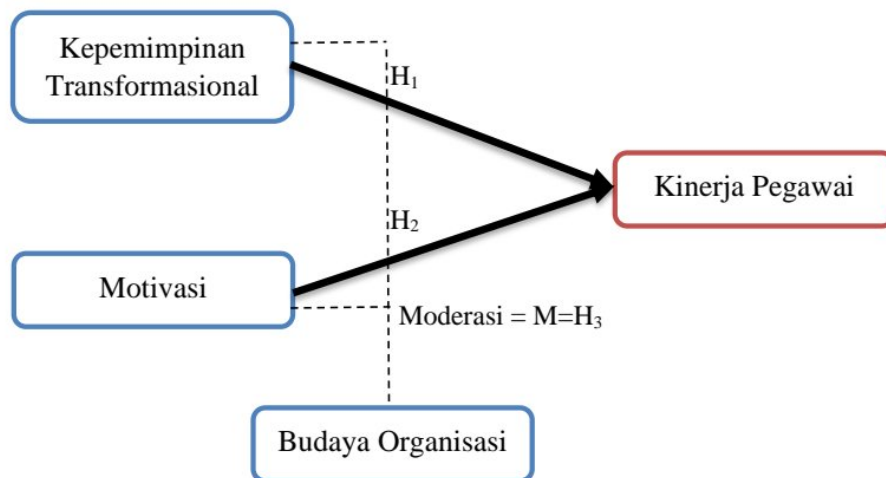 Kepemimpinan
Transformasional
H₁
Kinerja Pegawai
H₂
Motivasi
Moderasi = M=H₃
Budaya Organisasi